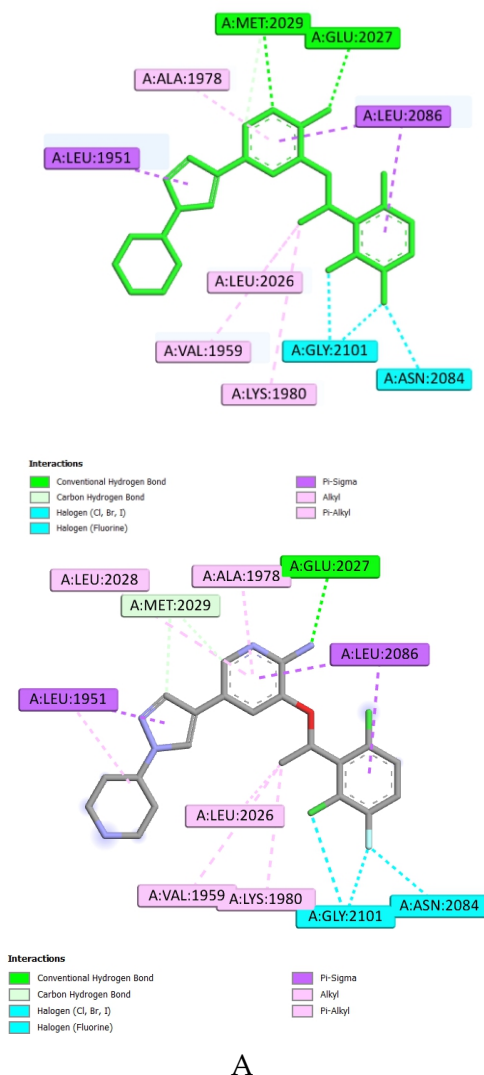 A:MET:2029
A:GLU:2027
A:ALA:1978
A:LEU:2086
A:LEU:1951
A:LEU:2026
A:VAL:1959
A:GLY:2101
A:LYS:1980
A:ASN:2084
Interactions
Conventional Hydrogen Bond
Carbon Hydrogen Bond
Halogen (Cl, Br, I)
Halogen (Fluorine)
Pi-Sigma
Alkyl
Pi-Alkyl
A:LEU:2028
A:ALA:1978
A:GLU:2027
A:MET:2029
A:LEU:2086
A:LEU:1951
A:LEU:2026
A:VAL:1959
A:LYS:1980
A:GLY:2101
A:ASN:2084
Interactions
Conventional Hydrogen Bond
Carbon Hydrogen Bond
Halogen (Cl, Br, I)
Halogen (Fluorine)
Pi-Sigma
Alkyl
Pi-Alkyl
A